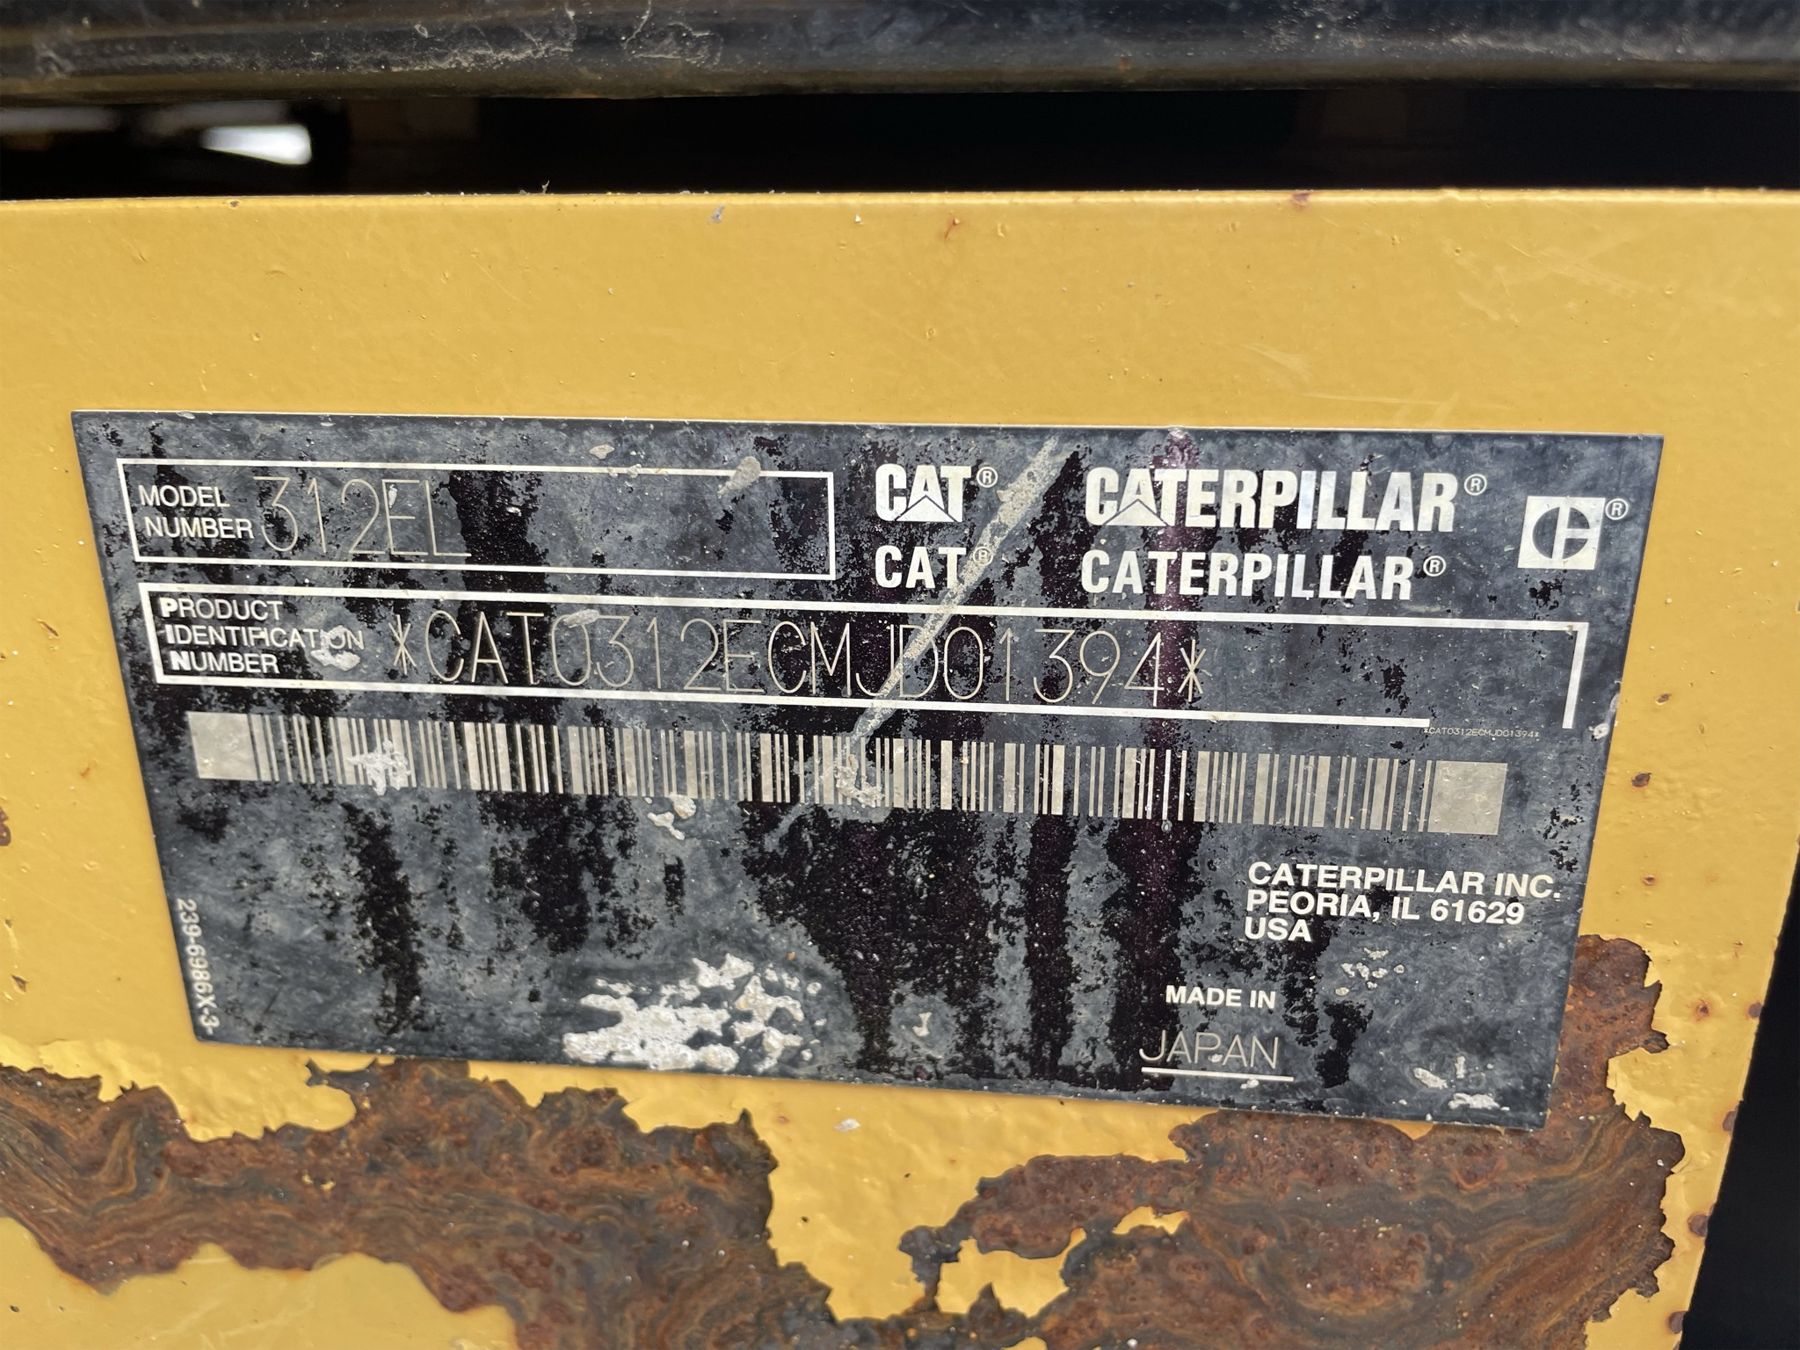 MODEL NUMBER 312EL
CAT® CATERPILLAR® C®
CAT® CATERPILLAR®
PRODUCT IDENTIFICATION NUMBER *CAT0312ECMJD01394*
*CAT0312ECMJD01394*
CATERPILLAR INC.
PEORIA, IL 61629
USA
MADE IN
JAPAN
239-6986X-3